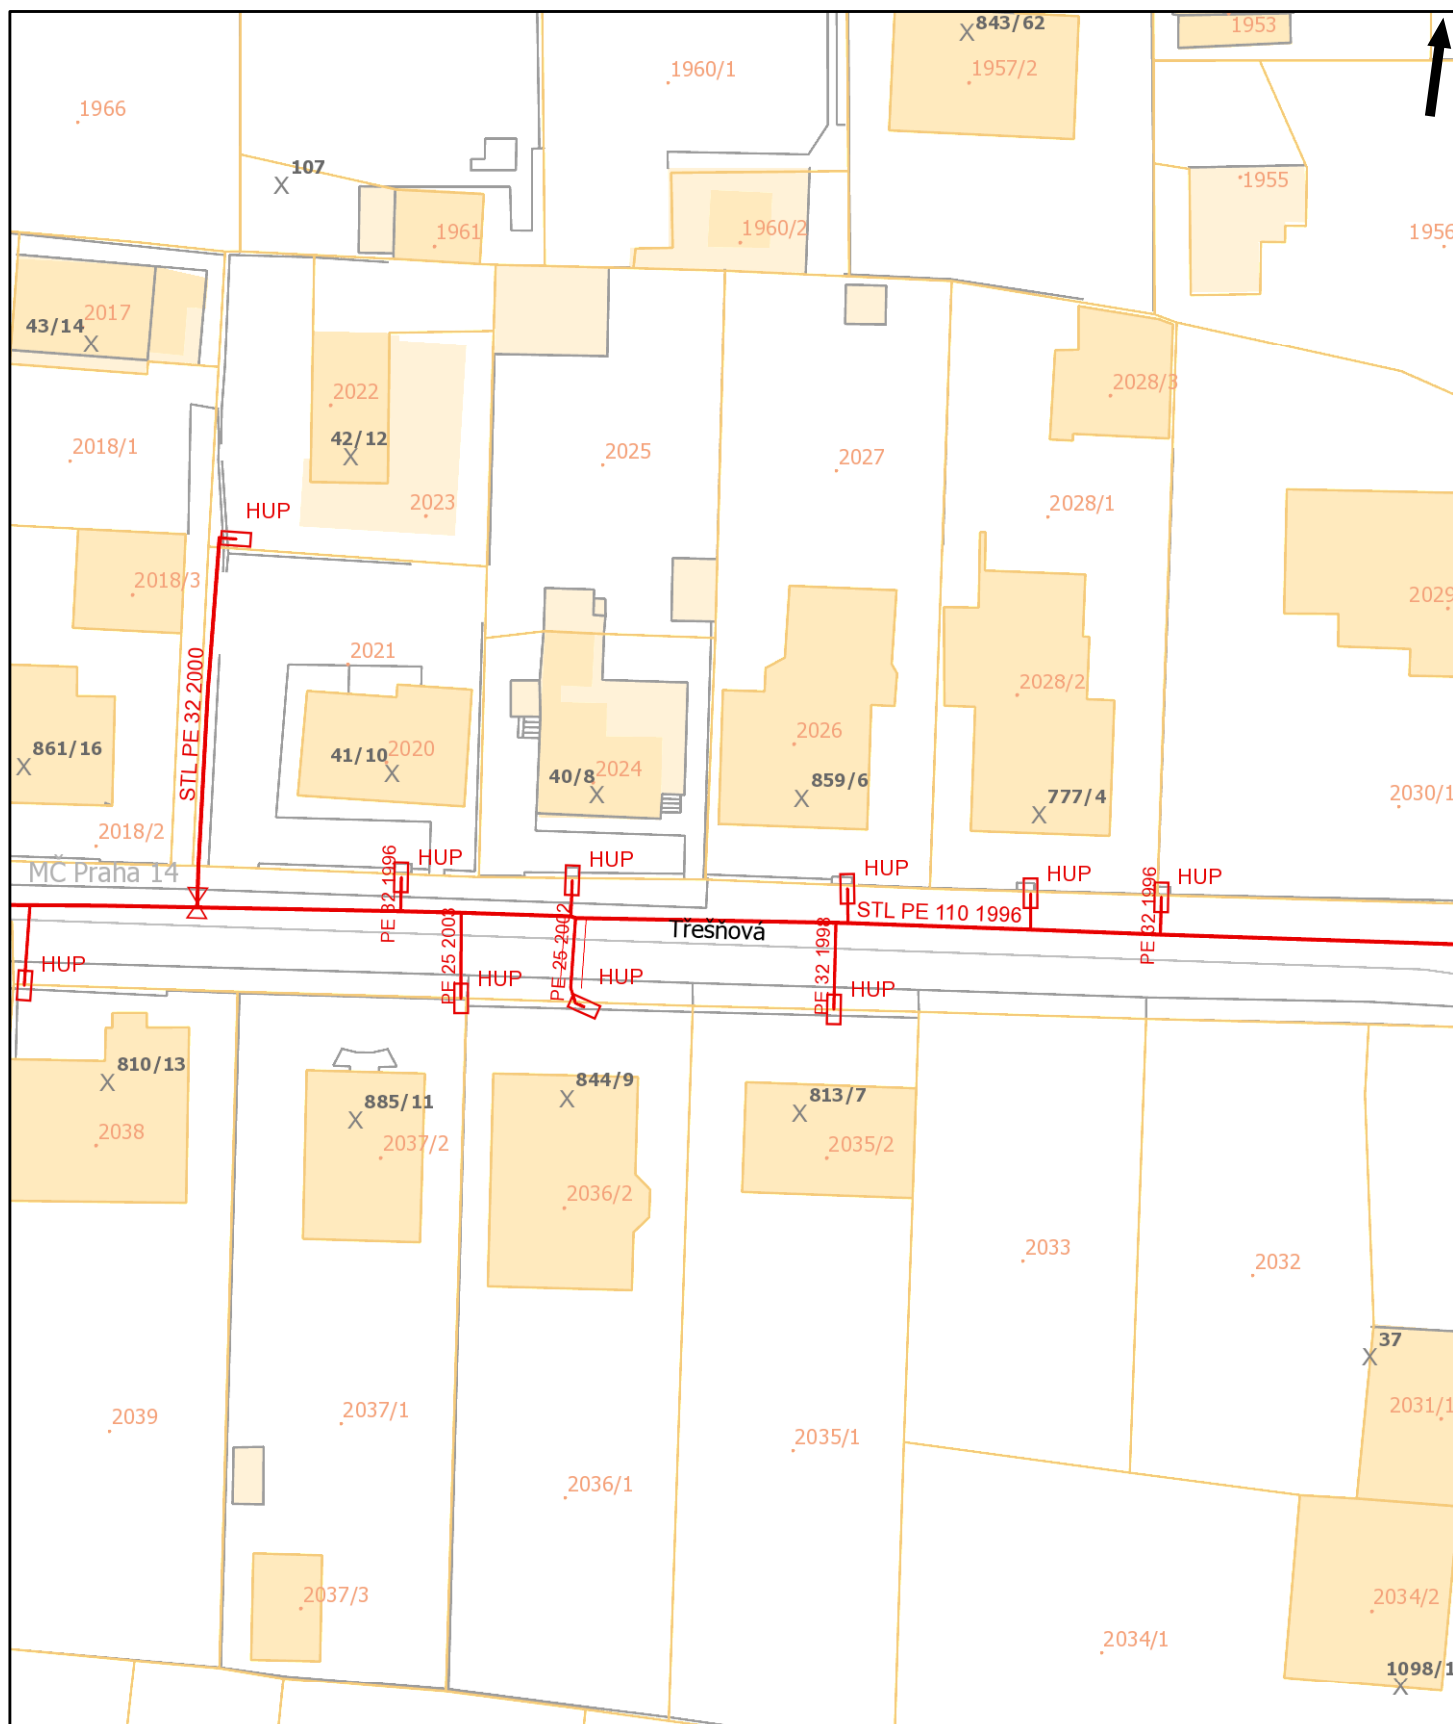 843/62
1953
1960/1
1957/2
1966
107
1955
1961
1960/2
1956
2017
43/14
2022
2028/3
42/12
2018/1
2025
2027
2023
2028/1
HUP
2018/3
2029
2021
STL PE 32 2000
2028/2
861/16
41/10
2020
2026
40/8
2024
859/6
777/4
2030/1
2018/2
MČ Praha 14
PE 32 1996
HUP
HUP
HUP
HUP
HUP
STL PE 110 1996
PE 32 1996
Třešňová
HUP
PE 25 2003
HUP
PE 25 2002
HUP
PE 32 1998
HUP
810/13
885/11
844/9
813/7
2038
2037/2
2035/2
2036/2
2033
2032
37
2031/1
2039
2037/1
2035/1
2036/1
2037/3
2034/2
2034/1
1098/1